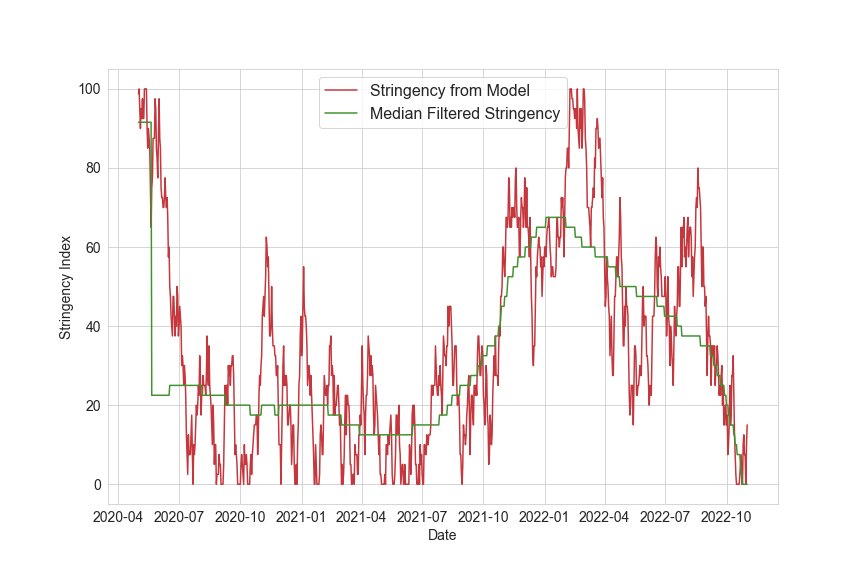 Stringency from Model
Median Filtered Stringency
100
80
60
40
20
0
Stringency Index
2020-04 2020-07 2020-10 2021-01 2021-04 2021-07 2021-10 2022-01 2022-04 2022-07 2022-10
Date